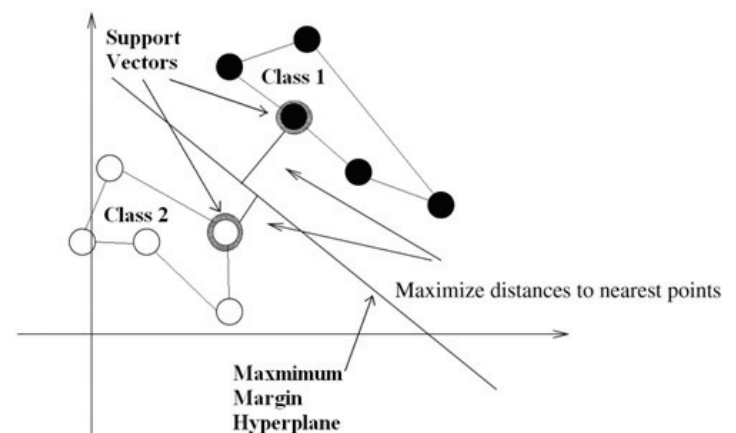 Support
Vectors
Class 1
Class 2
Maximize distances to nearest points
Maxmimum
Margin
Hyperplane